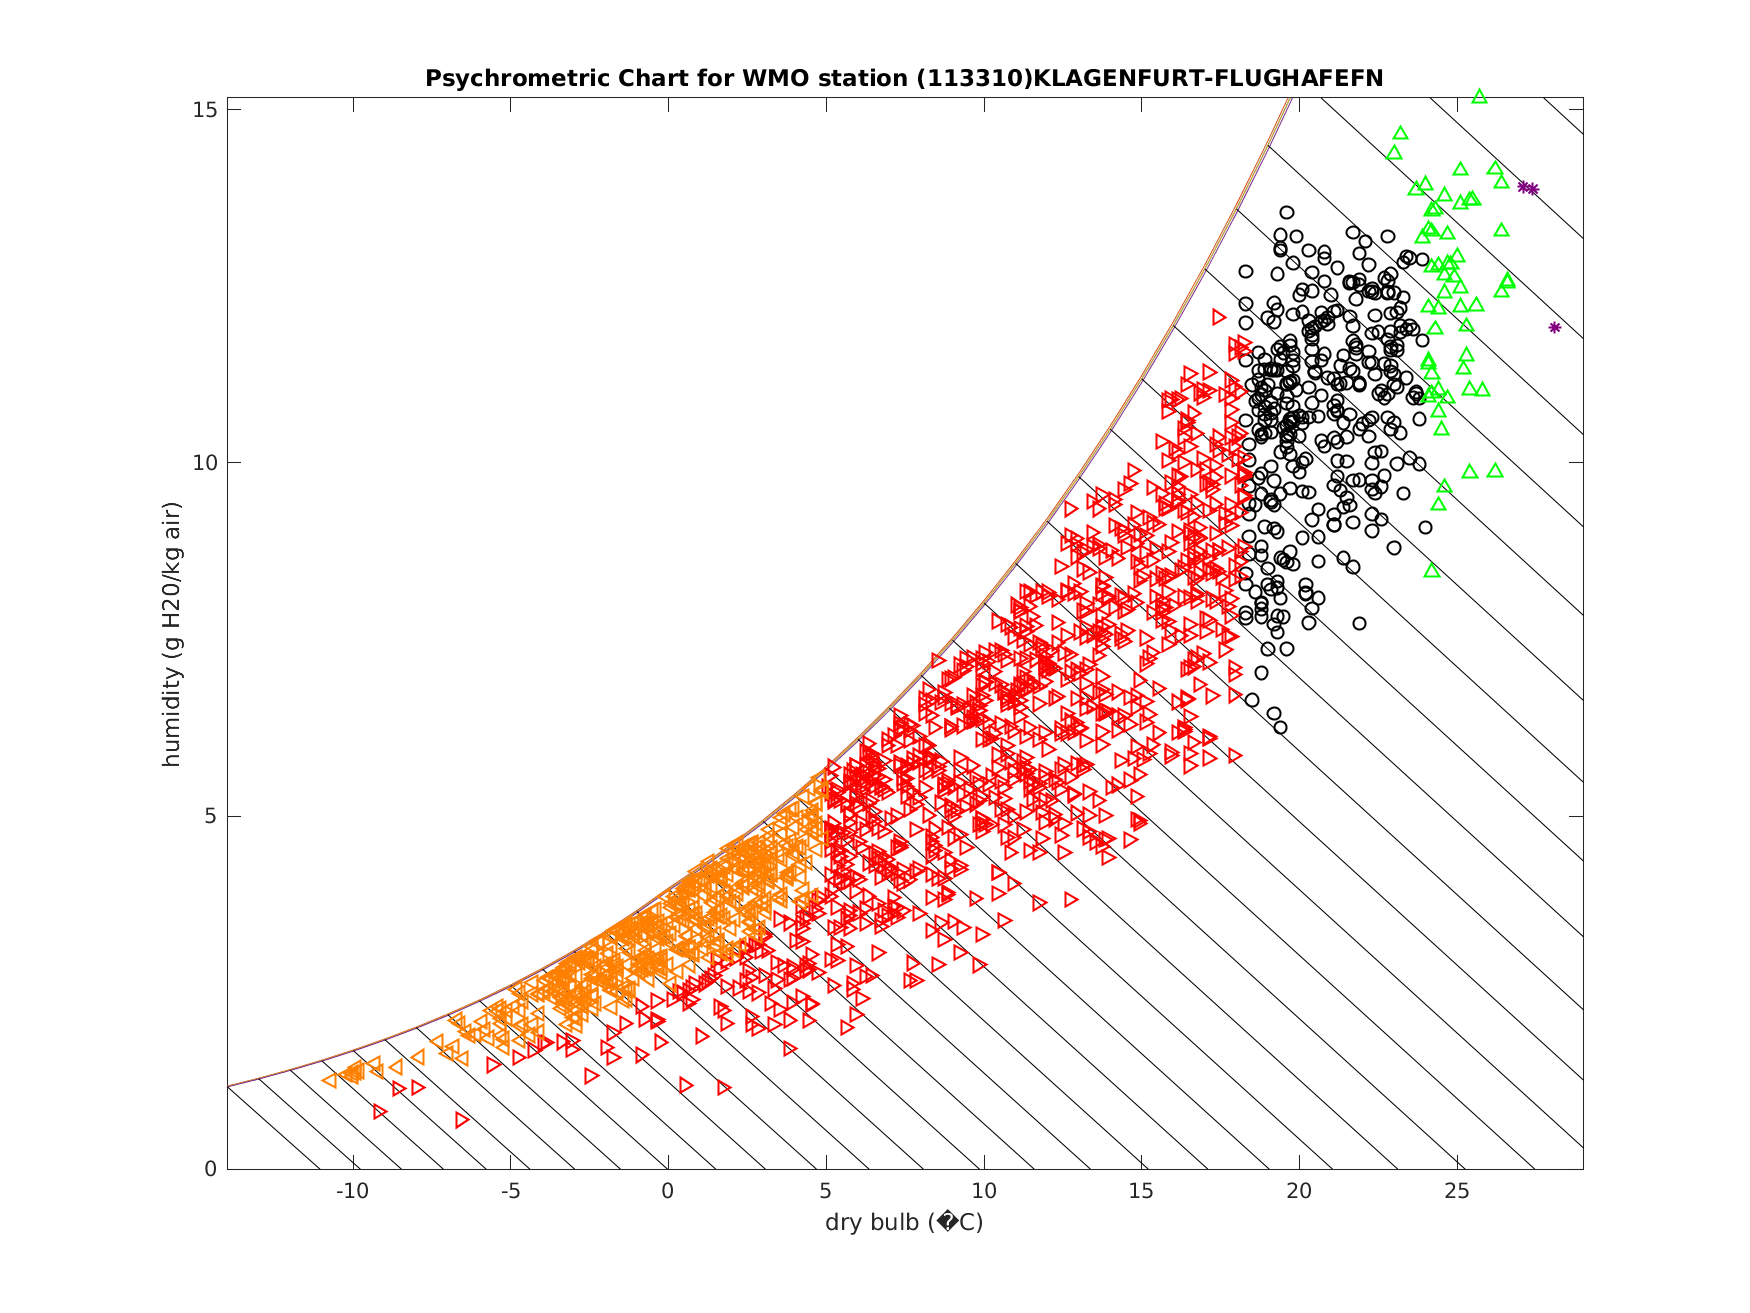 Psychrometric Chart for WMO station (113310)KLAGENFURT-FLUGHAFEFN
15
10
5
0
humidity (g H20/kg air)
-10 -5 0 5 10 15 20 25
dry bulb (�C)